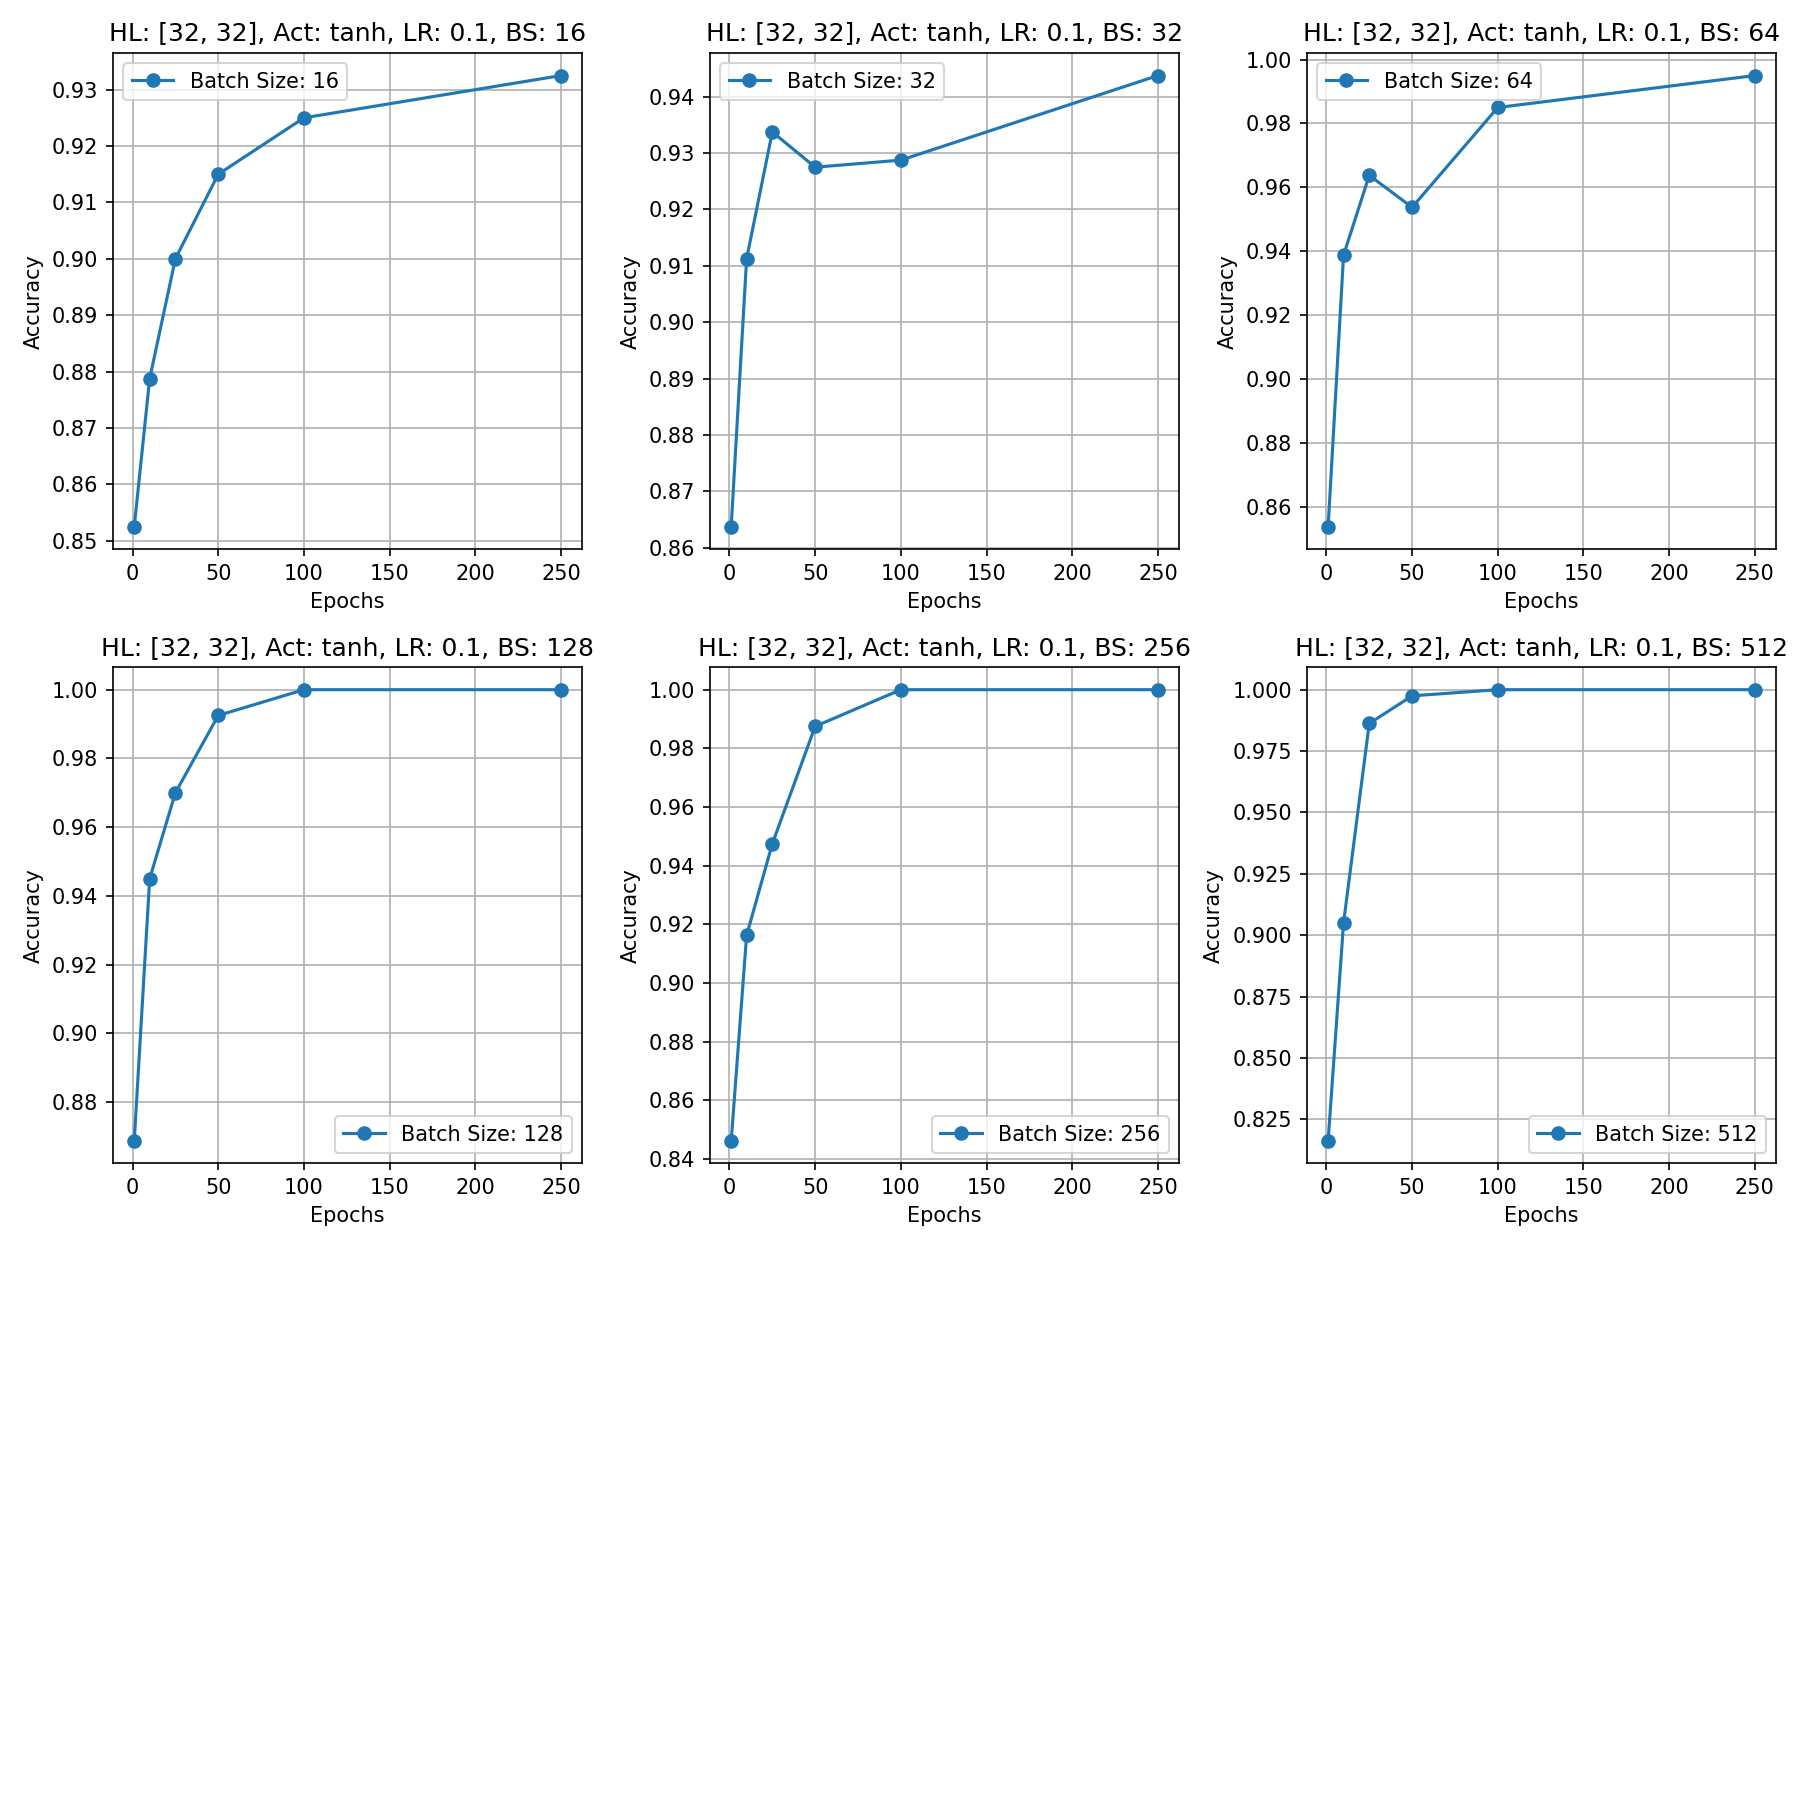 HL: [32, 32], Act: tanh, LR: 0.1, BS: 16
Batch Size: 16
0.93
0.92
0.91
0.90
0.89
0.88
0.87
0.86
0.85
Accuracy
0 50 100 150 200 250
Epochs
HL: [32, 32], Act: tanh, LR: 0.1, BS: 32
Batch Size: 32
0.94
0.93
0.92
0.91
0.90
0.89
0.88
0.87
0.86
Accuracy
0 50 100 150 200 250
Epochs
HL: [32, 32], Act: tanh, LR: 0.1, BS: 64
1.00
Batch Size: 64
0.98
0.96
0.94
0.92
0.90
0.88
0.86
Accuracy
0 50 100 150 200 250
Epochs
HL: [32, 32], Act: tanh, LR: 0.1, BS: 128
1.00
0.98
0.96
0.94
0.92
0.90
0.88
Accuracy
Batch Size: 128
0 50 100 150 200 250
Epochs
HL: [32, 32], Act: tanh, LR: 0.1, BS: 256
1.00
0.98
0.96
0.94
0.92
0.90
0.88
0.86
0.84
Accuracy
Batch Size: 256
0 50 100 150 200 250
Epochs
HL: [32, 32], Act: tanh, LR: 0.1, BS: 512
1.000
0.975
0.950
0.925
0.900
0.875
0.850
0.825
Accuracy
Batch Size: 512
0 50 100 150 200 250
Epochs